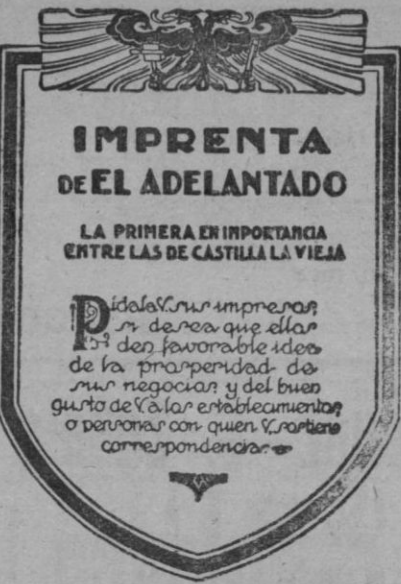 IMPRENTA
DE EL ADELANTADO
LA PRIMERA EN IMPORTANCIA
ENTRE LAS DE CASTILLA LA VIEJA
Pídala V. sus impresos,
si desea que ellos
den favorable idea
de la prosperidad de
sus negocios y del buen
gusto de V. a los establecimientos
o personas con quien V. sostiene
correspondencia.